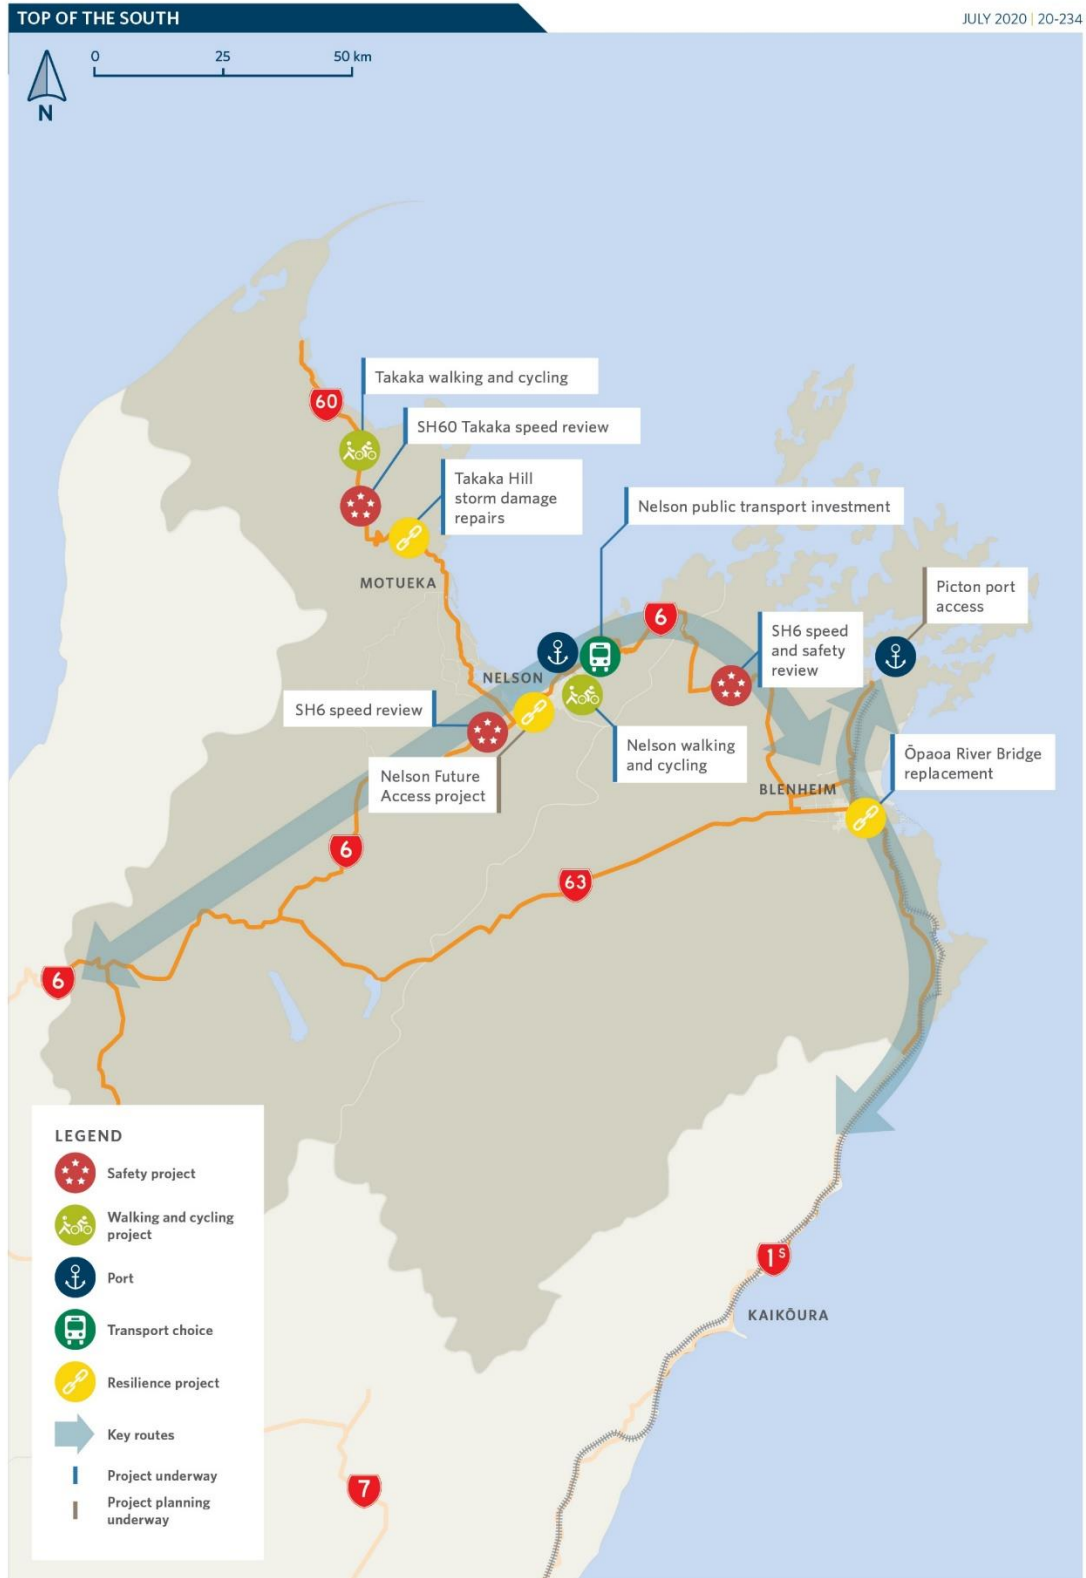 TOP OF THE SOUTH
JULY 2020 | 20-234
0 25 50 km
N
Takaka walking and cycling
60
SH60 Takaka speed review
Takaka Hill
storm damage
repairs
Nelson public transport investment
MOTUEKA
Picton port
access
6
SH6 speed
and safety
review
NELSON
SH6 speed review
Nelson Future
Access project
Nelson walking
and cycling
Ōpaoa River Bridge
replacement
BLENHEIM
6
63
6
LEGEND
Safety project
Walking and cycling
project
Port
Transport choice
Resilience project
Key routes
Project underway
Project planning
underway
1S
KAIKŌURA
7